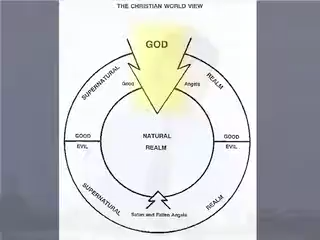 THE CHRISTIAN WORLD VIEW
GOD
SUPERNATURAL
REALM
Good
Angels
GOOD
GOOD
NATURAL
EVIL
EVIL
REALM
SUPERNATURAL
REALM
Satan and Fallen Angels